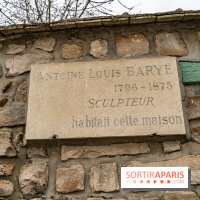 ANTOINE LOUIS BARYE
1796-1875
SCULPTEUR
habitait cette maison
SORTIRAPARIS